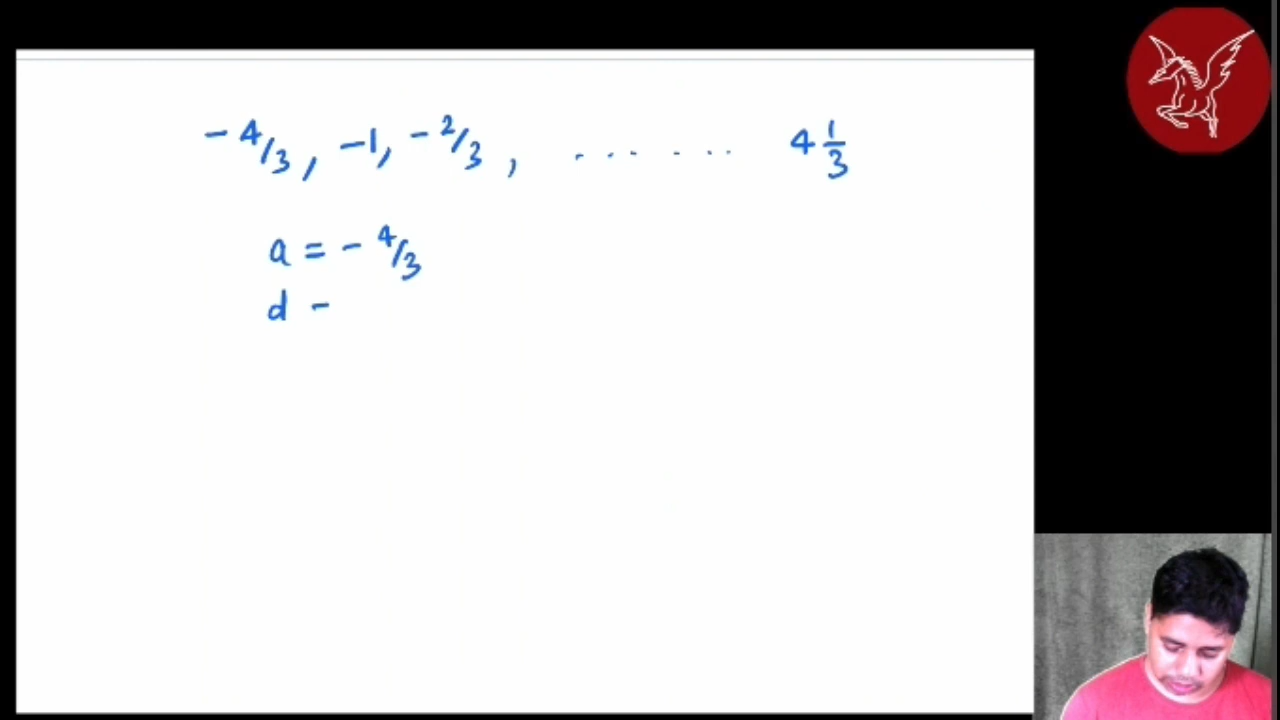 - 4/3, -1, -2/3, ....... 4 1/3
a = - 4/3
d -